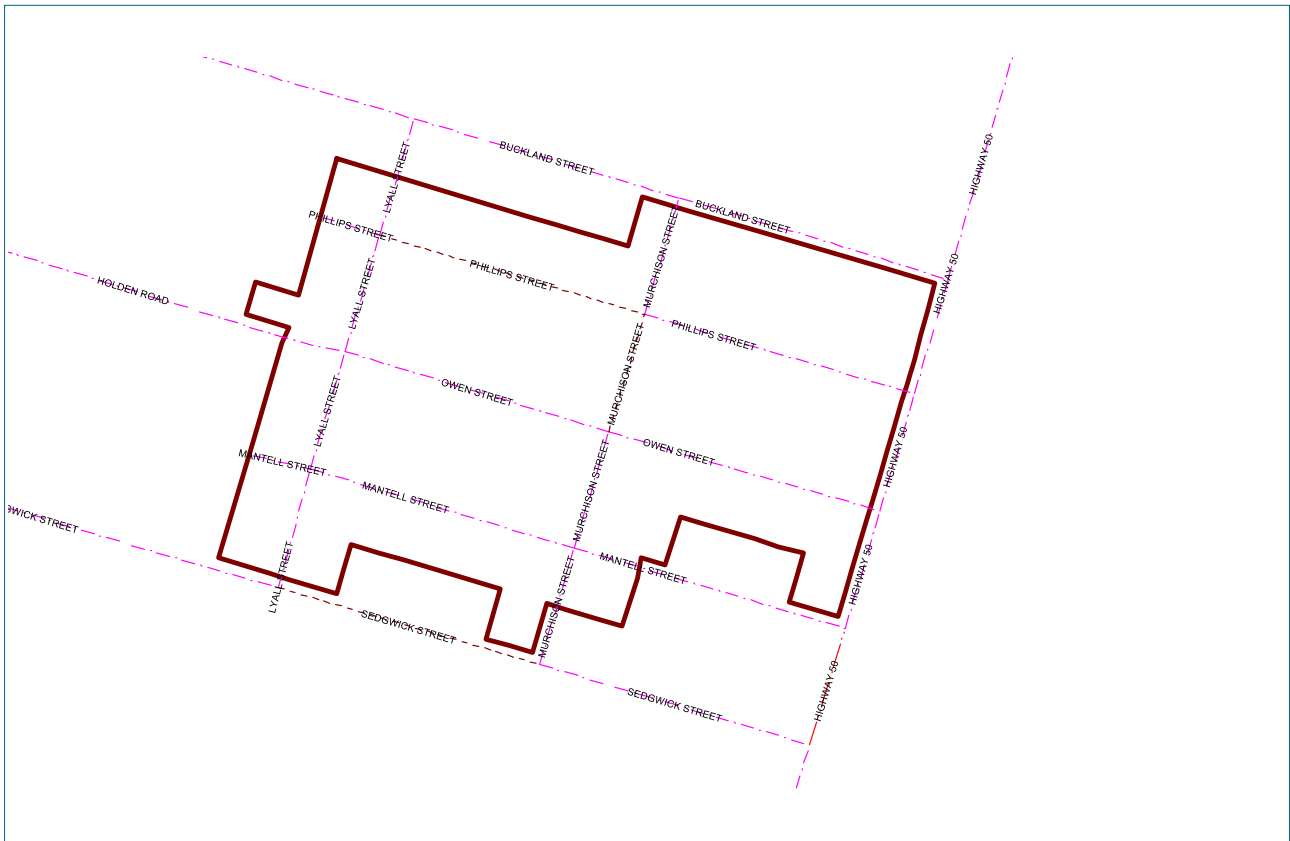 HIGHWAY 50
BUCKLAND STREET
LYALL STREET
BUCKLAND STREET
PHILLIPS STREET
MURCHISON STREET
HIGHWAY 50
PHILLIPS STREET
HOLDEN ROAD
LYALL STREET
PHILLIPS STREET
MURCHISON STREET
OWEN STREET
LYALL STREET
OWEN STREET
HIGHWAY 50
MANTELL STREET
MURCHISON STREET
MANTELL STREET
WICK STREET
MANTELL STREET
HIGHWAY 50
LYALL STREET
MURCHISON STREET
SEDGWICK STREET
HIGHWAY 50
SEDGWICK STREET